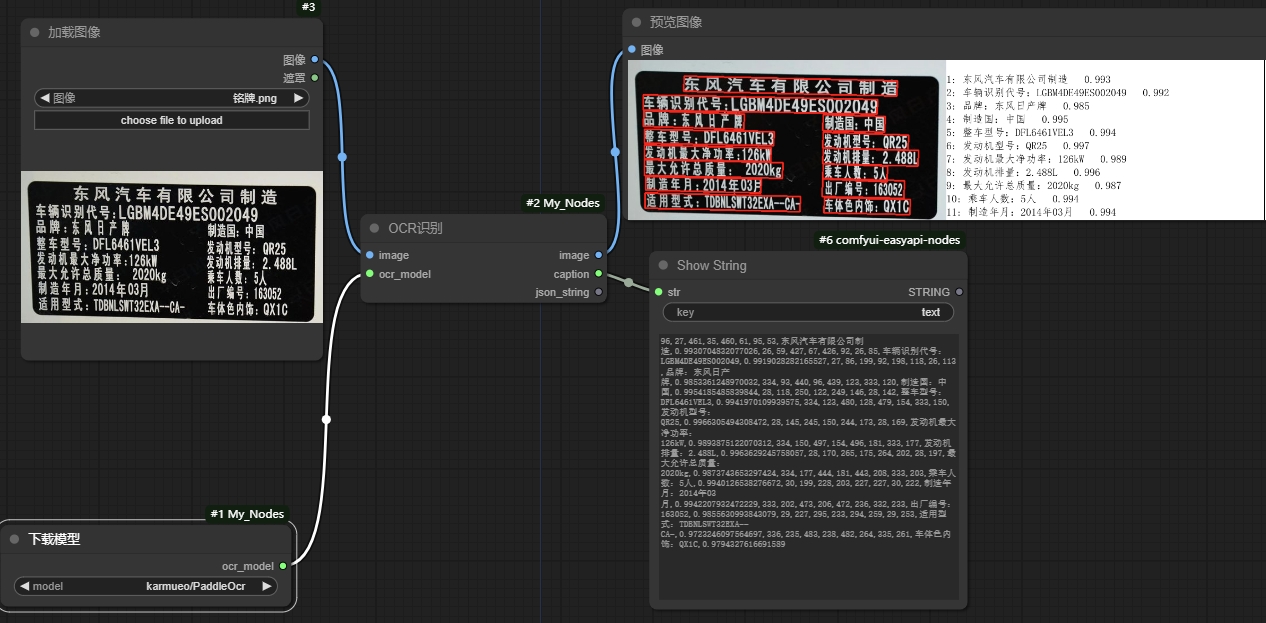 #3
加载图像
图像
遮罩
图像 铭牌.png
choose file to upload
东风汽车有限公司制造
车辆识别代号:LGBM4DE49ES002049
品牌:东风日产牌 制造国:中国
整车型号:DFL6461VEL3 发动机型号: QR25
发动机最大净功率:126kW 发动机排量: 2.488L
最大允许总质量: 2020kg 乘车人数: 5人
制造年月:2014年03月 出厂编号: 163052
适用型式:TDBNLSWT32EXA--CA- 车体色内饰: QX1C
#2 My_Nodes
OCR识别
image image
ocr_model caption
json_string
#1 My_Nodes
下载模型
ocr_model
model karmueo/PaddleOcr
预览图像
图像
东风汽车有限公司制造
车辆识别代号:LGBM4DE49ES002049
品牌:东风日产牌 制造国:中国
整车型号:DFL6461VEL3 发动机型号: QR25
发动机最大净功率:126kW 发动机排量: 2.488L
最大允许总质量: 2020kg 乘车人数: 5人
制造年月:2014年03月 出厂编号: 163052
适用型式:TDBNLSWT32EXA--CA- 车体色内饰: QX1C
1: 东风汽车有限公司制造 0.993
2: 车辆识别代号: LGBM4DE49ES002049 0.992
3: 品牌: 东风日产牌 0.985
4: 制造国: 中国 0.995
5: 整车型号: DFL6461VEL3 0.994
6: 发动机型号: QR25 0.997
7: 发动机最大净功率: 126kW 0.989
8: 发动机排量: 2.488L 0.996
9: 最大允许总质量: 2020kg 0.987
10: 乘车人数: 5人 0.994
11: 制造年月: 2014年03月 0.994
#6 comfyui-easyapi-nodes
Show String
str STRING
key text
96,27,461,35,460,61,95,53,东风汽车有限公司制
造,0.9930704832077026,26,59,427,67,426,92,26,85,车辆识别代号:
LGBM4DE49ES002049,0.9919028282165527,27,86,199,92,198,118,26,113
,品牌: 东风日产
牌,0.9853361248970032,334,93,440,96,439,123,333,120,制造国: 中
国,0.9954185485839844,28,118,250,122,249,146,28,142,整车型号:
DFL6461VEL3,0.9941970109939575,334,123,480,128,479,154,333,150,
发动机型号:
QR25,0.9966305494308472,28,145,245,150,244,173,28,169,发动机最大
净功率:
126kW,0.9893875122070312,334,150,497,154,496,181,333,177,发动机
排量: 2.488L,0.9963629245758057,28,170,265,175,264,202,28,197,最
大允许总质量:
2020kg,0.9873743653297424,334,177,444,181,443,208,333,203,乘车人
数: 5人,0.9940126538276672,30,199,228,203,227,227,30,222,制造年
月: 2014年03
月,0.9942207932472229,333,202,473,206,472,236,332,233,出厂编号:
163052,0.9855630993843079,29,227,295,233,294,259,29,253,适用型
式: TDBNLSWT32EXA--
CA-,0.9723246097564697,336,235,483,238,482,264,335,261,车体色内
饰: QX1C,0.9794327616691589